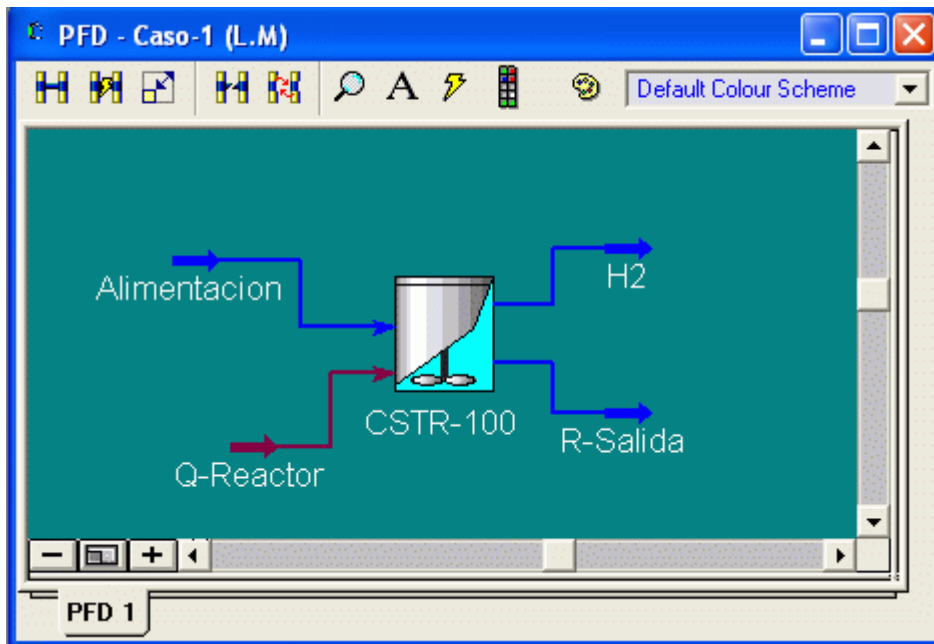 PFD - Caso-1 (L.M)
A
Default Colour Scheme
Alimentacion
H2
CSTR-100
R-Salida
Q-Reactor
PFD 1